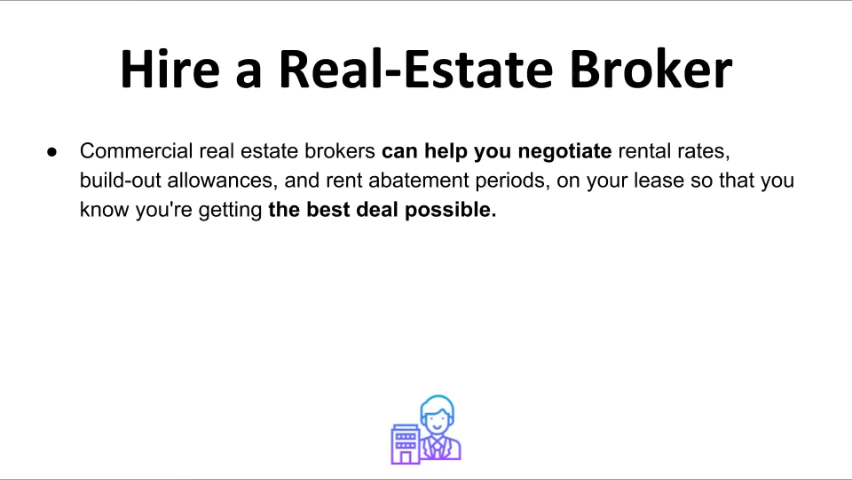 Hire a Real-Estate Broker
● Commercial real estate brokers can help you negotiate rental rates,
build-out allowances, and rent abatement periods, on your lease so that you
know you're getting the best deal possible.